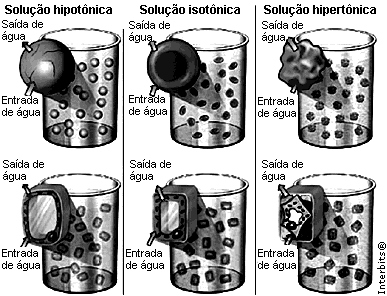 Solução hipotônica
Solução isotônica
Solução hipertônica
Saída de
água
Entrada
de água
Saída de
água
Entrada
de água
Saída de
água
Entrada
de água
Saída de
água
Entrada
de água
Saída de
água
Entrada
de água
Saída de
água
Entrada
de água
Interbits®